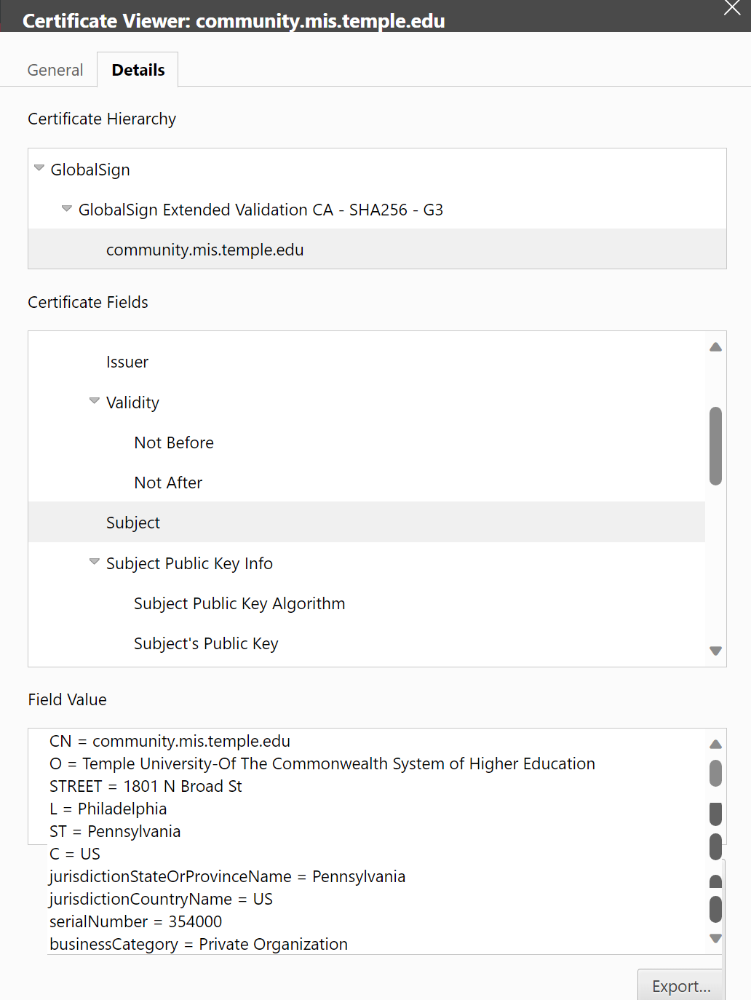 Certificate Viewer: community.mis.temple.edu
General Details
Certificate Hierarchy
GlobalSign
GlobalSign Extended Validation CA - SHA256 - G3
community.mis.temple.edu
Certificate Fields
Issuer
Validity
Not Before
Not After
Subject
Subject Public Key Info
Subject Public Key Algorithm
Subject's Public Key
Field Value
CN = community.mis.temple.edu
O = Temple University-Of The Commonwealth System of Higher Education
STREET = 1801 N Broad St
L = Philadelphia
ST = Pennsylvania
C = US
jurisdictionStateOrProvinceName = Pennsylvania
jurisdictionCountryName = US
serialNumber = 354000
businessCategory = Private Organization
Export...